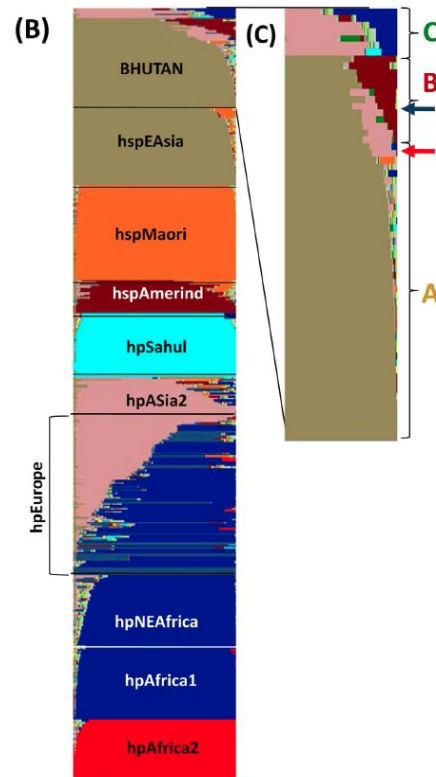 (B)
BHUTAN
hspEAsia
hspMaori
hspAmerind
hpSahul
hpASia2
hpEurope
hpNEAfrica
hpAfrica1
hpAfrica2
(C)
C
B
A